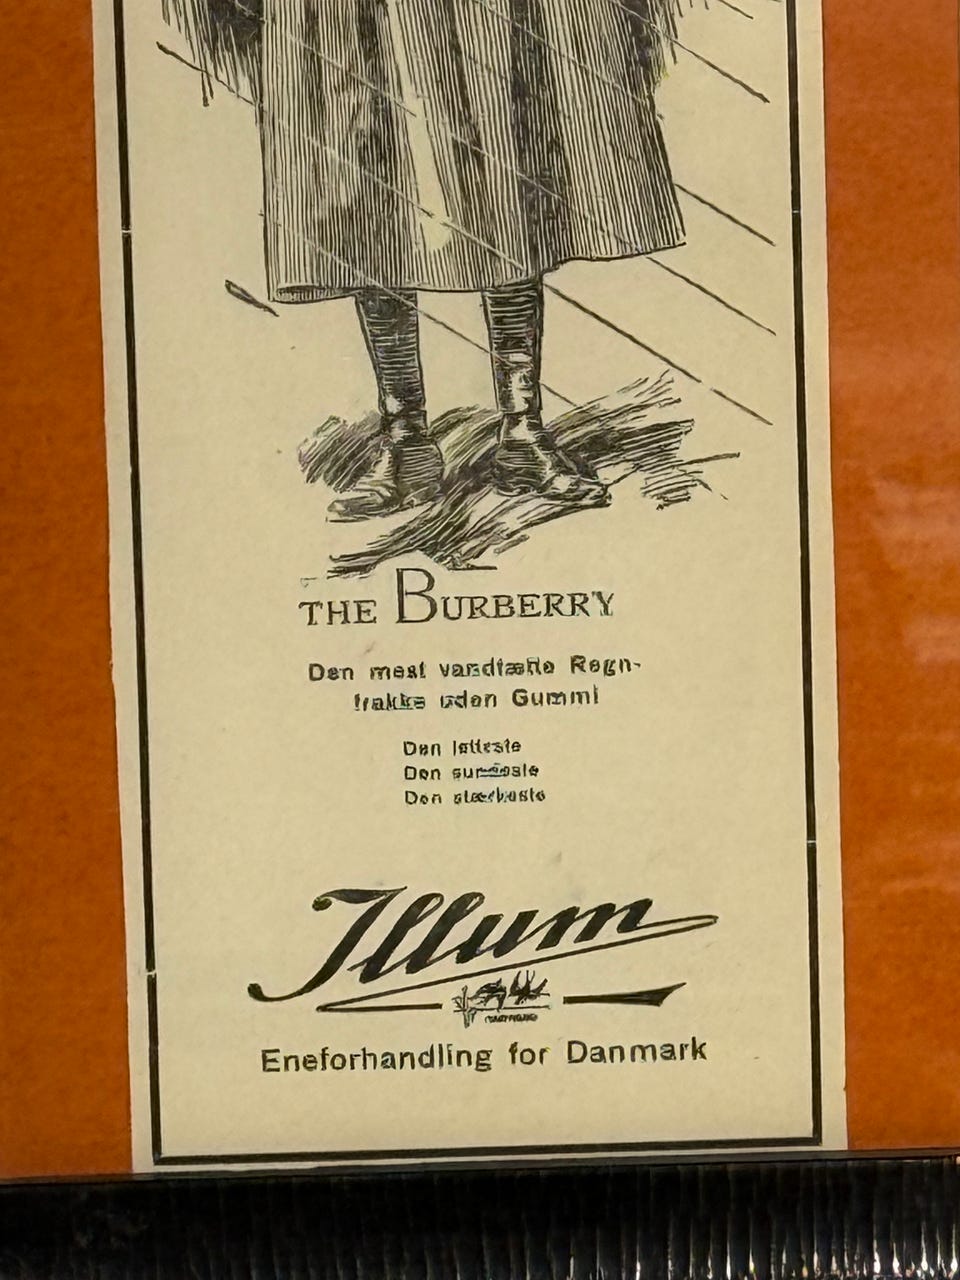 THE BURBERRY
Den mest vandtætte Regn-
frakke uden Gummi
Den letteste
Den sundeste
Den stærkeste
Illum
Eneforhandling for Danmark